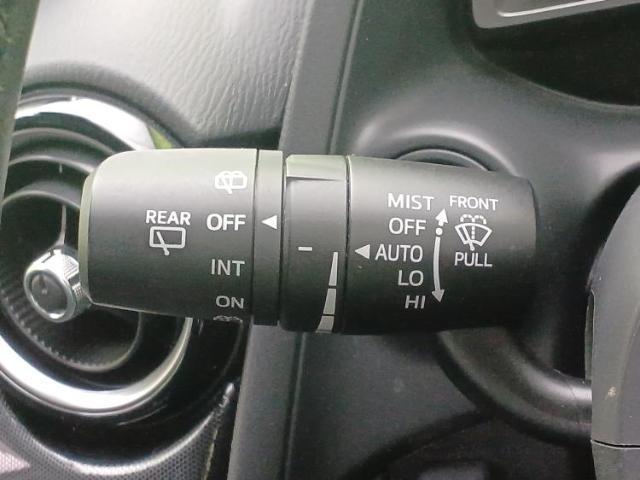 REAR
OFF
INT
ON
MIST
OFF
AUTO
LO
HI
FRONT
PULL